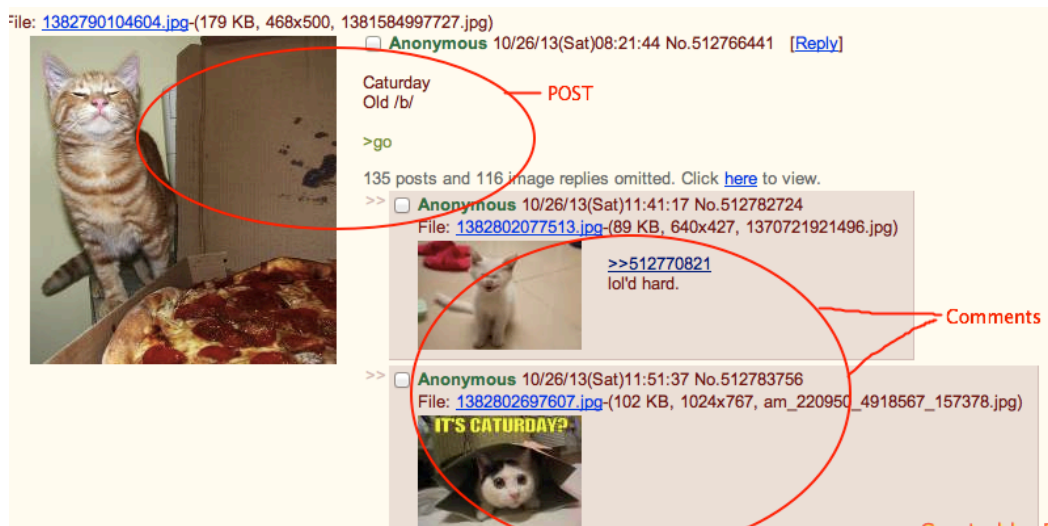 File: 1382790104604.jpg-(179 KB, 468x500, 1381584997727.jpg)
Anonymous 10/26/13(Sat)08:21:44 No.512766441 [Reply]
Caturday
Old /b/
POST
>go
135 posts and 116 image replies omitted. Click here to view.
>> Anonymous 10/26/13(Sat)11:41:17 No.512782724
File: 1382802077513.jpg-(89 KB, 640x427, 1370721921496.jpg)
>>512770821
lol'd hard.
Comments
>> Anonymous 10/26/13(Sat)11:51:37 No.512783756
File: 1382802697607.jpg-(102 KB, 1024x767, am_220950_4918567_157378.jpg)
IT'S CATURDAY?